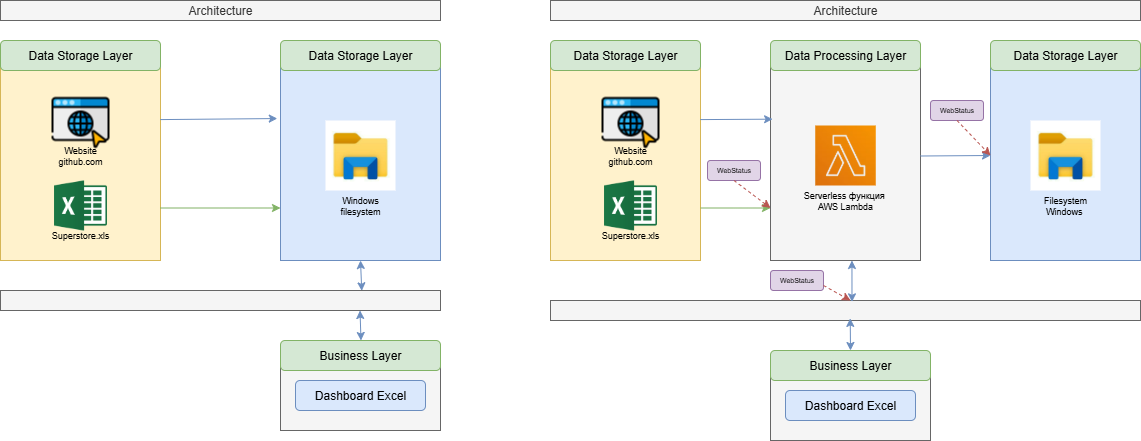 Architecture
Data Storage Layer
Data Storage Layer
Website
github.com
Superstore.xls
Windows
filesystem
Business Layer
Dashboard Excel
Architecture
Data Storage Layer
Data Processing Layer
Data Storage Layer
WebStatus
Website
github.com
WebStatus
Serverless функция
AWS Lambda
Filesystem
Windows
Superstore.xls
WebStatus
Business Layer
Dashboard Excel